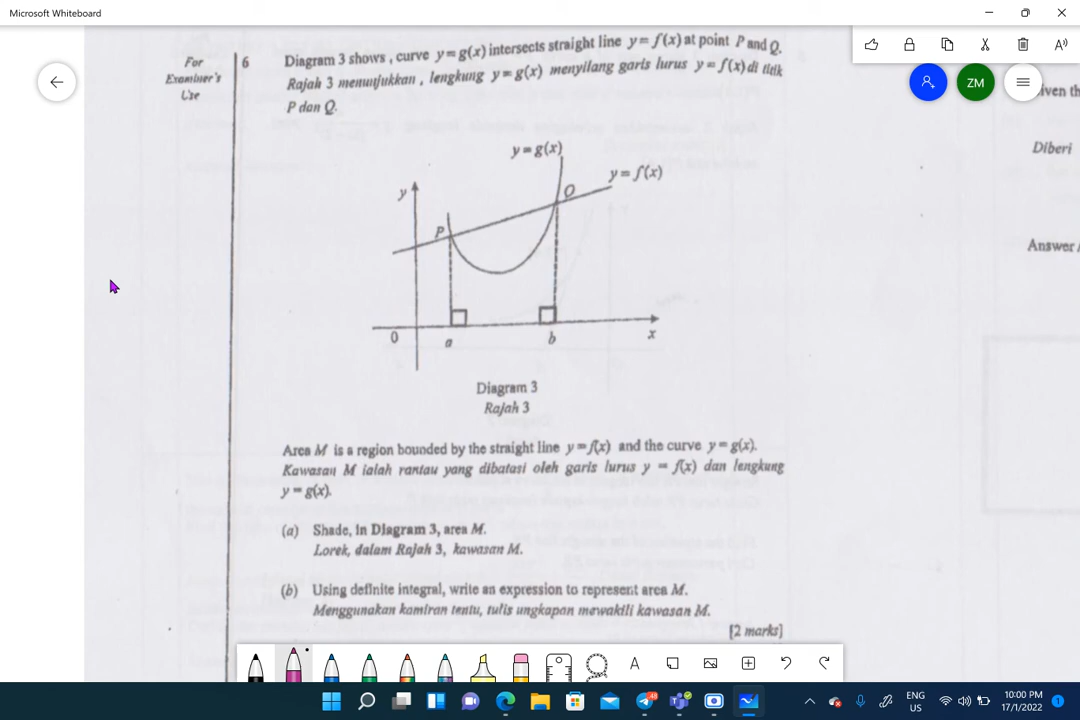 Microsoft Whiteboard
For
Examiner's
Use
6
Diagram 3 shows , curve y = g(x) intersects straight line y = f(x) at point P and Q.
Rajah 3 menunjukkan , lengkung y = g(x) menyilang garis lurus y = f(x) di titik
P dan Q.
ZM
iven th
Diberi
y = g(x)
y = f(x)
y
Q
P
Answer
0
a
b
x
Diagram 3
Rajah 3
Area M is a region bounded by the straight line y = f(x) and the curve y = g(x).
Kawasan M ialah rantau yang dibatasi oleh garis lurus y = f(x) dan lengkung
y = g(x).
(a) Shade, in Diagram 3, area M.
Lorek, dalam Rajah 3, kawasan M.
(b) Using definite integral, write an expression to represent area M.
Menggunakan kamiran tentu, tulis ungkapan mewakili kawasan M.
[2 marks]
A
48
ENG
US
10:00 PM
17/1/2022
1